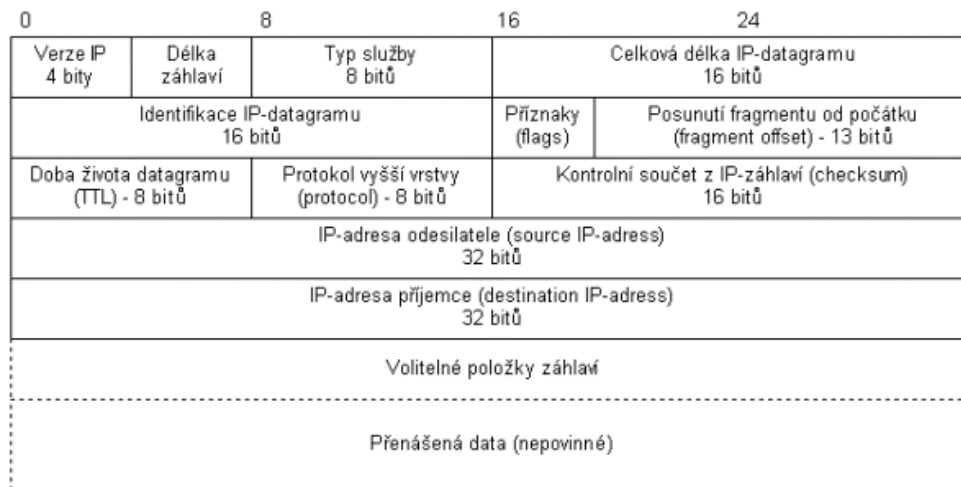 0 8 16 24
Verze IP
4 bity
Délka
záhlaví
Typ služby
8 bitů
Celková délka IP-datagramu
16 bitů
Identifikace IP-datagramu
16 bitů
Příznaky
(flags)
Posunutí fragmentu od počátku
(fragment offset) - 13 bitů
Doba života datagramu
(TTL) - 8 bitů
Protokol vyšší vrstvy
(protocol) - 8 bitů
Kontrolní součet z IP-záhlaví (checksum)
16 bitů
IP-adresa odesilatele (source IP-adress)
32 bitů
IP-adresa příjemce (destination IP-adress)
32 bitů
Volitelné položky záhlaví
Přenášená data (nepovinné)